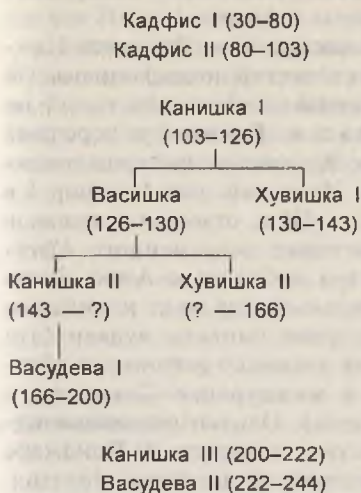 Кадфис I (30–80)
Кадфис II (80–103)
Канишка I
(103–126)
Васишка Хувишка I
(126–130) (130–143)
Канишка II Хувишка II
(143 — ?) (? — 166)
Васудева I
(166–200)
Канишка III (200–222)
Васудева II (222–244)